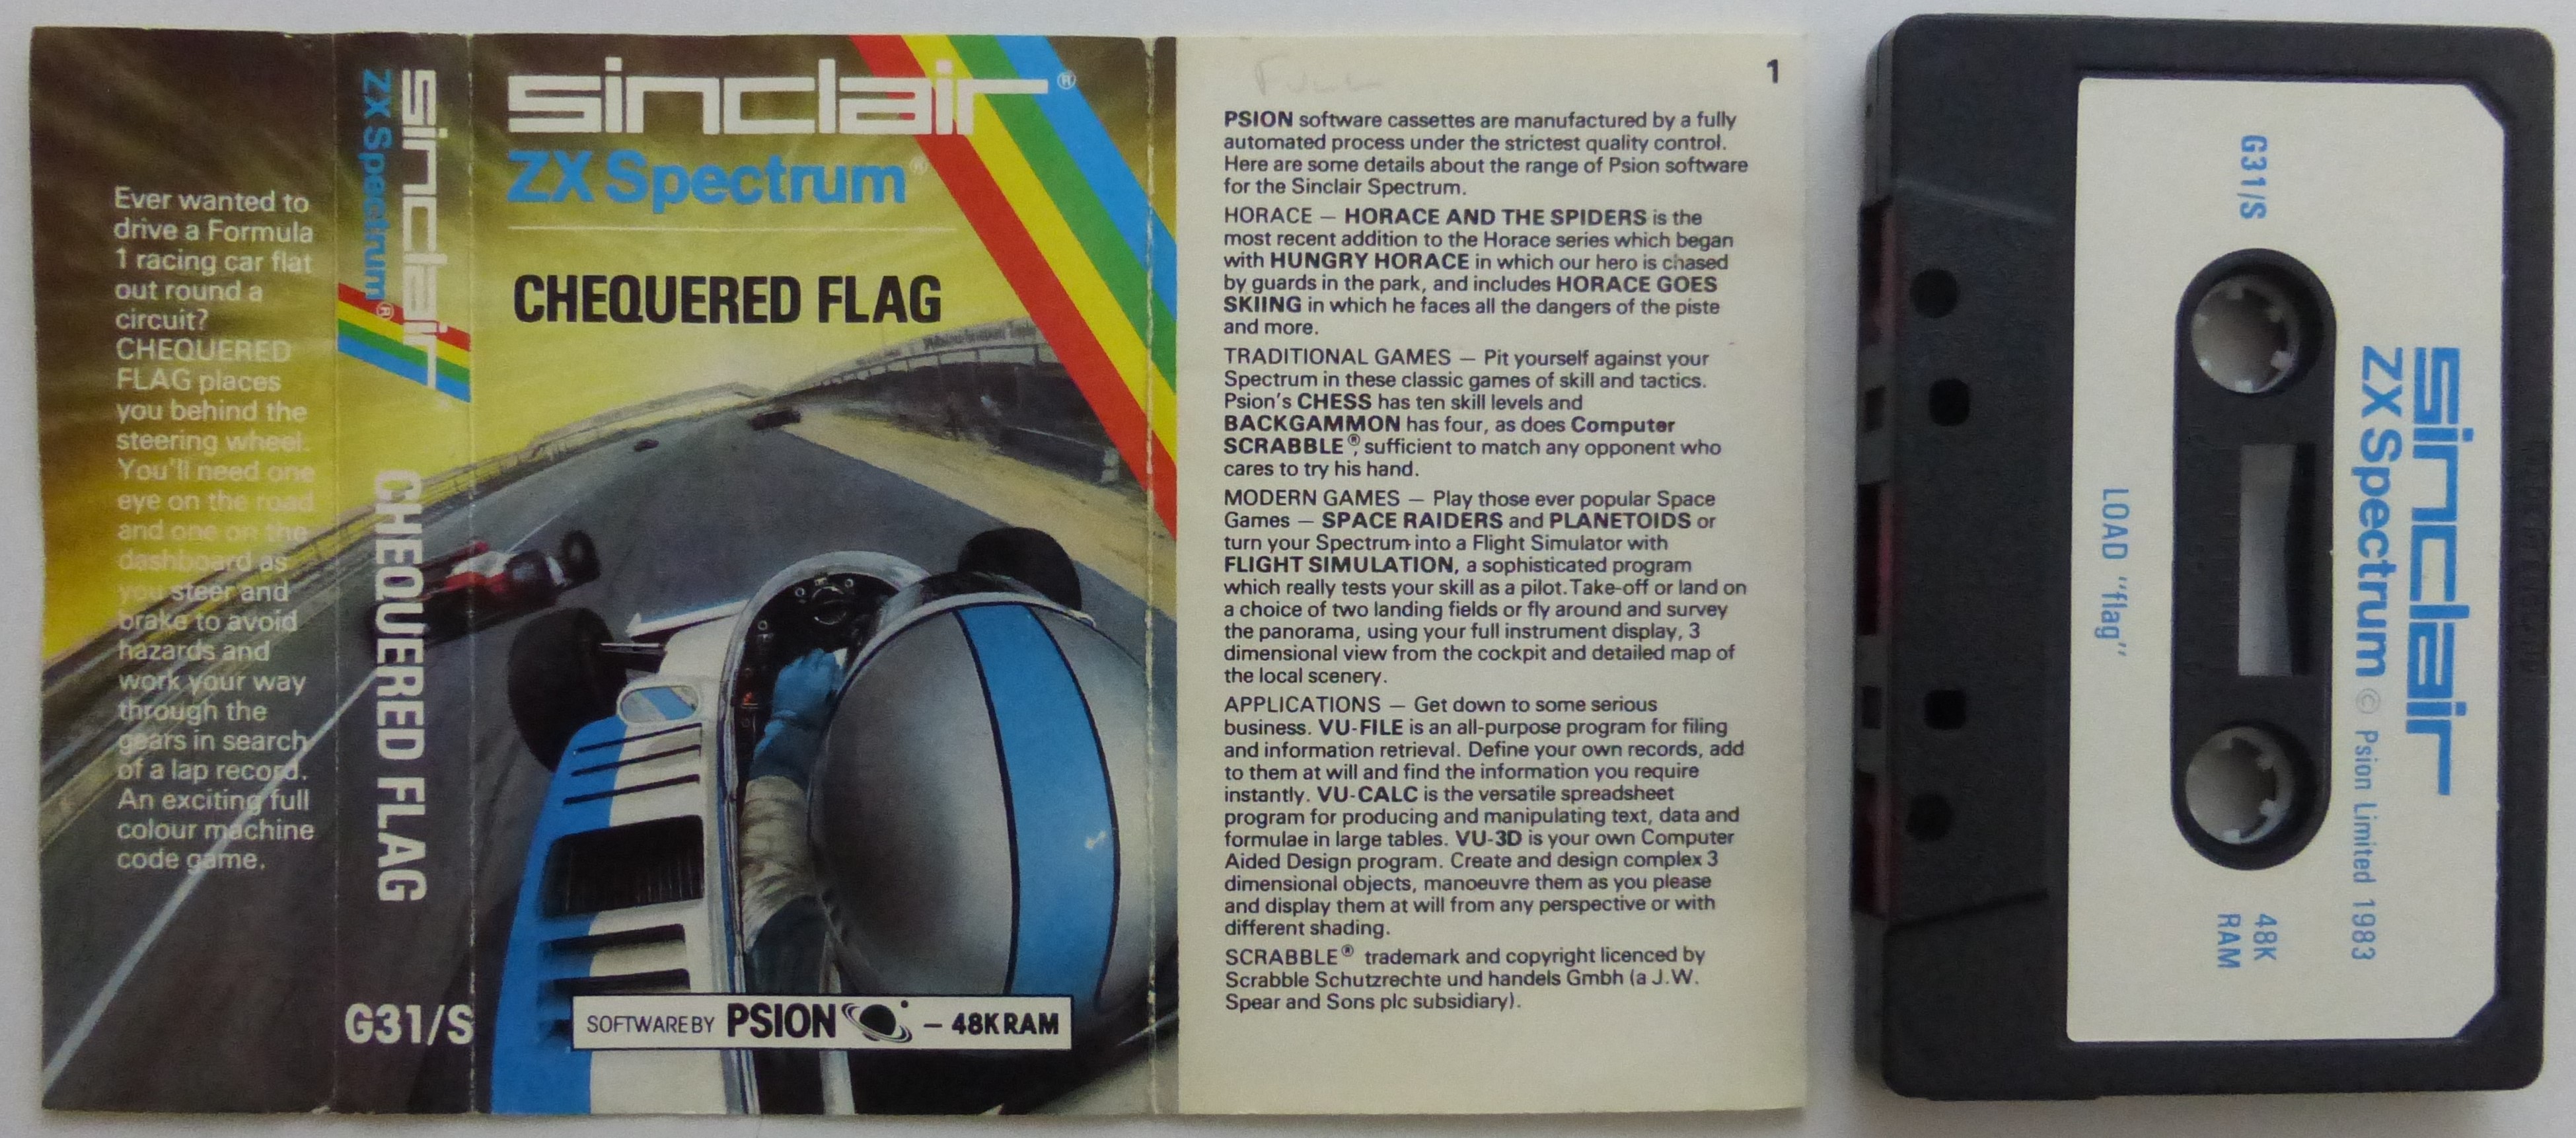 Ever wanted to
drive a Formula
1 racing car flat
out round a
circuit?
CHEQUERED
FLAG places
you behind the
steering wheel.
You'll need one
eye on the road
and one on the
dashboard as
you steer and
brake to avoid
hazards and
work your way
through the
gears in search
of a lap record.
An exciting full
colour machine
code game.
sinclair
ZX Spectrum®
CHEQUERED FLAG
G31/S
sinclair®
ZX Spectrum®
CHEQUERED FLAG
SOFTWARE BY PSION – 48K RAM
1
PSION software cassettes are manufactured by a fully
automated process under the strictest quality control.
Here are some details about the range of Psion software
for the Sinclair Spectrum.
HORACE – HORACE AND THE SPIDERS is the
most recent addition to the Horace series which began
with HUNGRY HORACE in which our hero is chased
by guards in the park, and includes HORACE GOES
SKIING in which he faces all the dangers of the piste
and more.
TRADITIONAL GAMES – Pit yourself against your
Spectrum in these classic games of skill and tactics.
Psion's CHESS has ten skill levels and
BACKGAMMON has four, as does Computer
SCRABBLE®, sufficient to match any opponent who
cares to try his hand.
MODERN GAMES – Play those ever popular Space
Games – SPACE RAIDERS and PLANETOIDS or
turn your Spectrum into a Flight Simulator with
FLIGHT SIMULATION, a sophisticated program
which really tests your skill as a pilot. Take-off or land on
a choice of two landing fields or fly around and survey
the panorama, using your full instrument display, 3
dimensional view from the cockpit and detailed map of
the local scenery.
APPLICATIONS – Get down to some serious
business. VU-FILE is an all-purpose program for filing
and information retrieval. Define your own records, add
to them at will and find the information you require
instantly. VU-CALC is the versatile spreadsheet
program for producing and manipulating text, data and
formulae in large tables. VU-3D is your own Computer
Aided Design program. Create and design complex 3
dimensional objects, manoeuvre them as you please
and display them at will from any perspective or with
different shading.
SCRABBLE® trademark and copyright licenced by
Scrabble Schutzrechte und handels Gmbh (a J.W.
Spear and Sons plc subsidiary).
sinclair
ZX Spectrum © Psion Limited 1983
G31/S
48K
RAM
LOAD "flag"